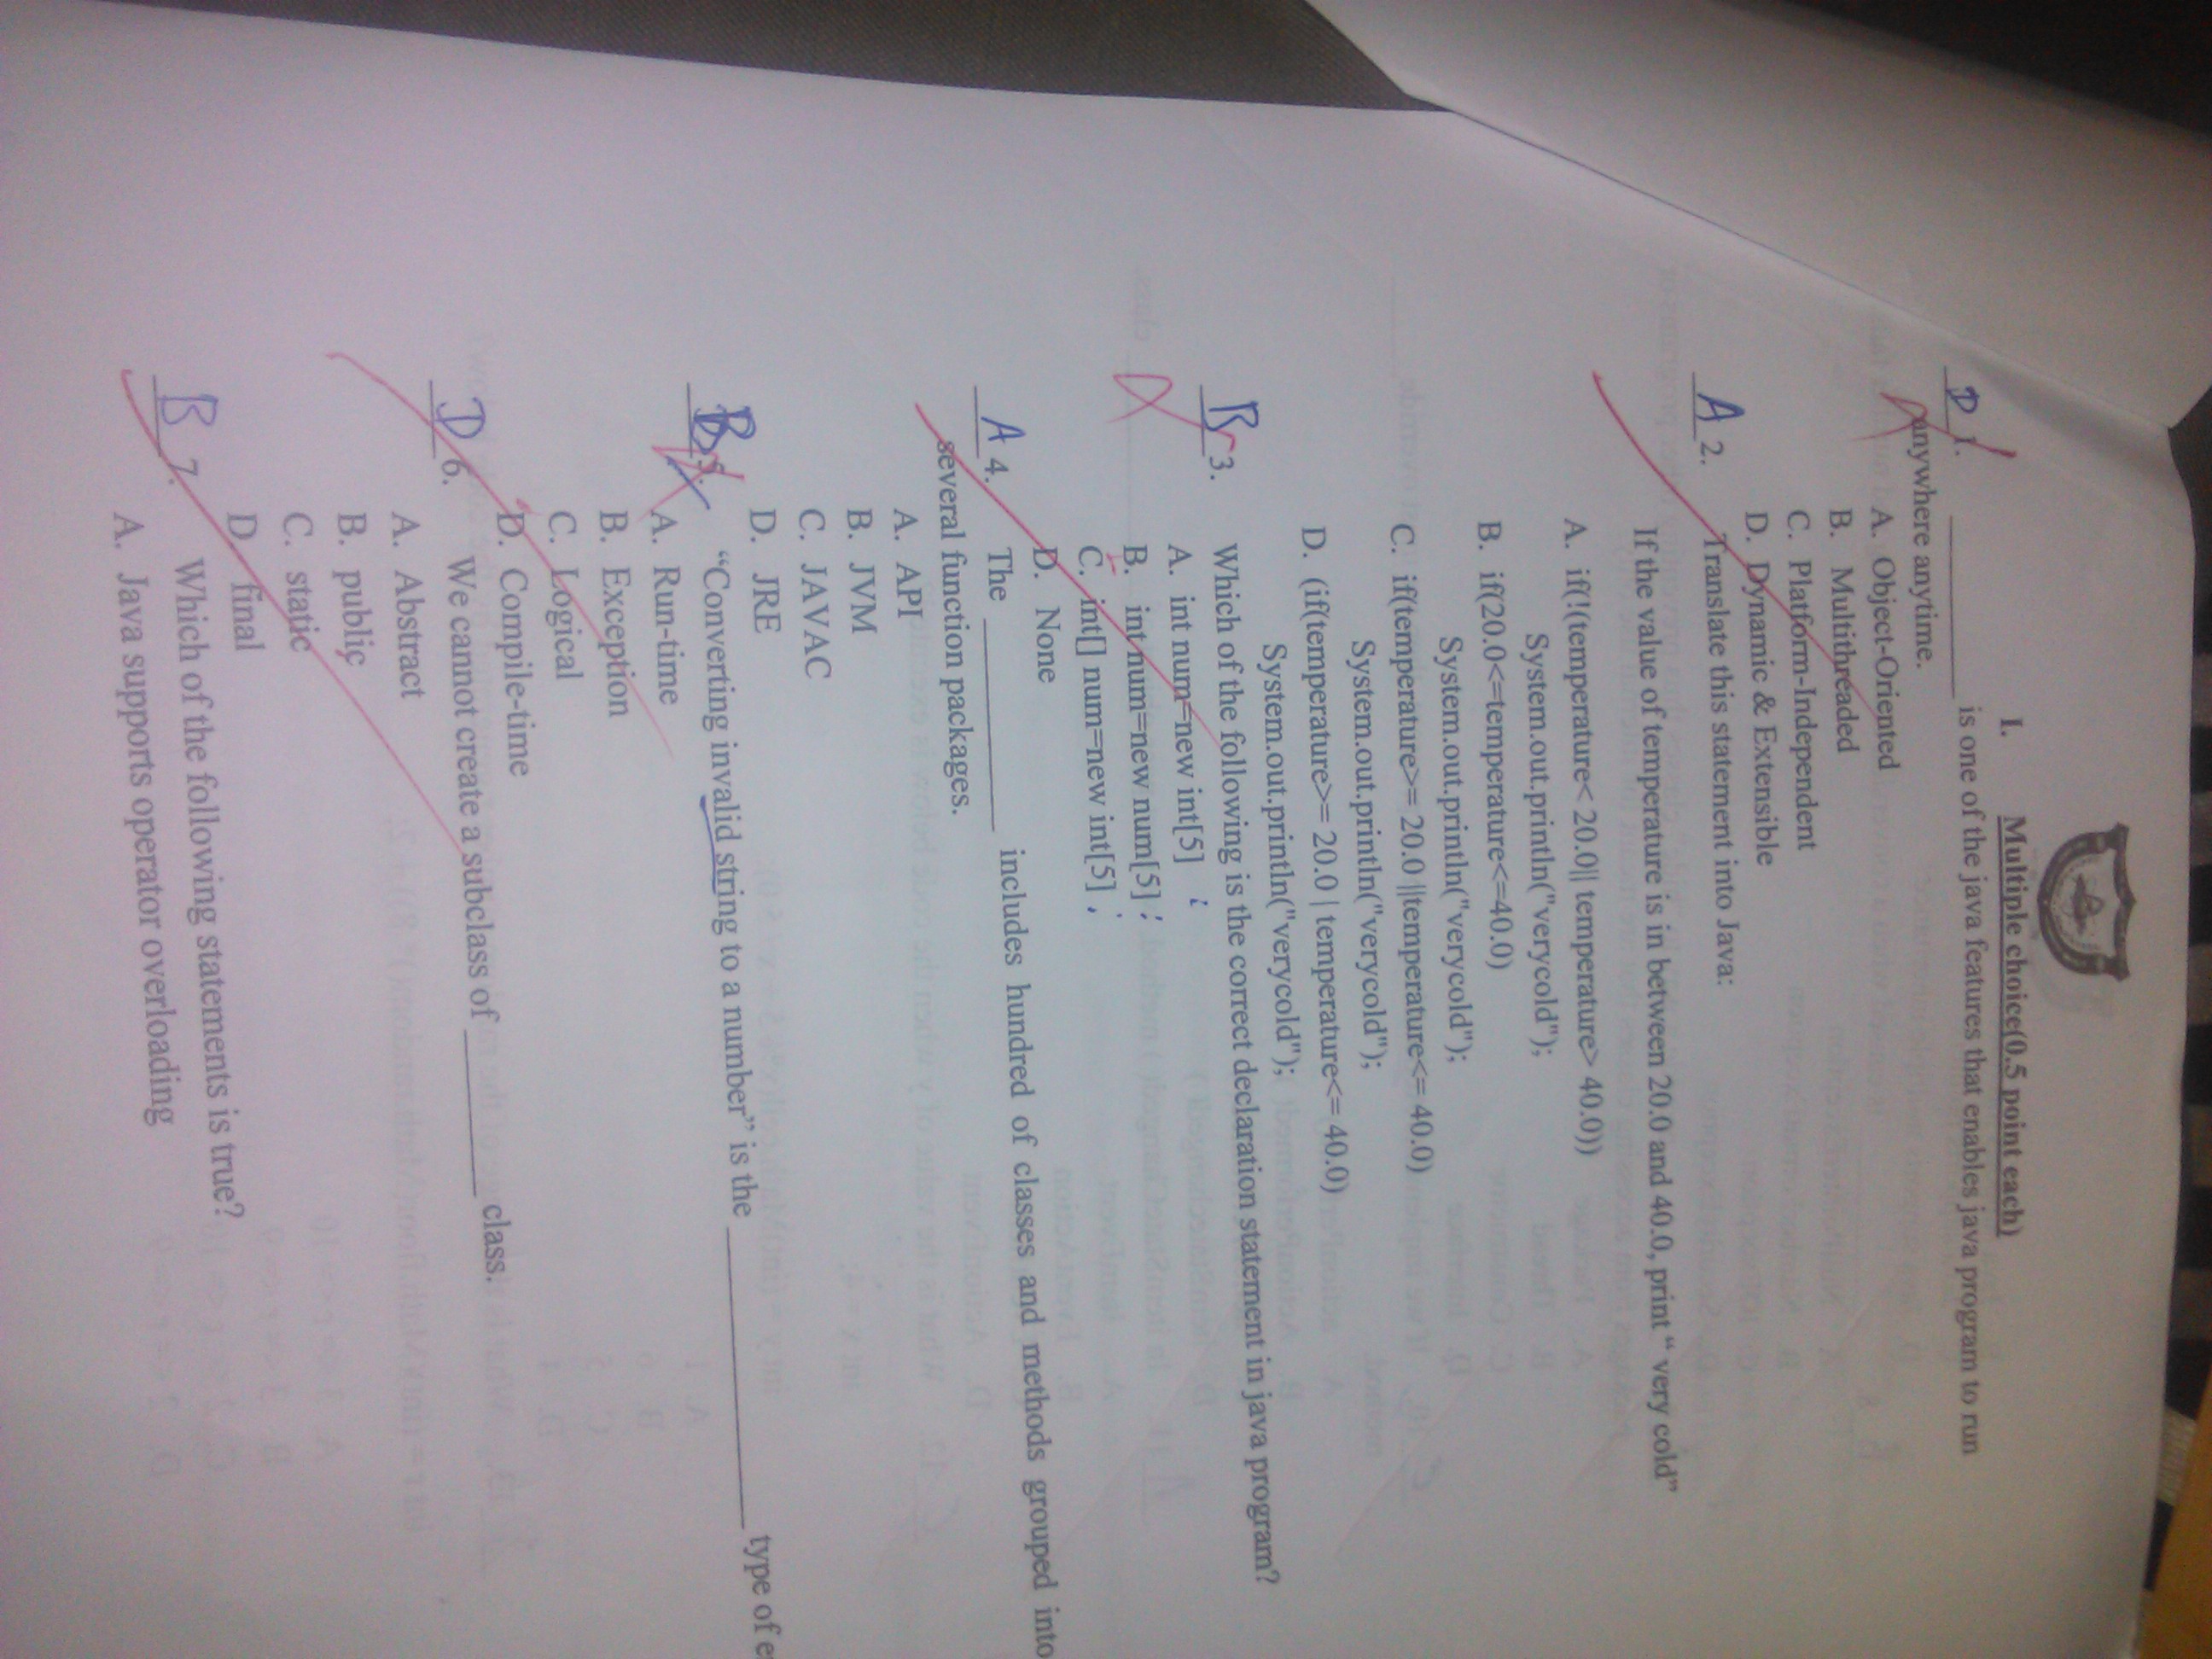 I. Multiple choice(0.5 point each)
D 1. __________ is one of the java features that enables java program to run
anywhere anytime.
A. Object-Oriented
B. Multithreaded
C. Platform-Independent
D. Dynamic & Extensible
A 2. Translate this statement into Java:
If the value of temperature is in between 20.0 and 40.0, print “ very cold”
A. if(!(temperature< 20.0|| temperature> 40.0))
System.out.println("verycold");
B. if(20.0<=temperature<=40.0)
System.out.println("verycold");
C. if(temperature>= 20.0 ||temperature<= 40.0)
System.out.println("verycold");
D. (if(temperature>= 20.0 | temperature<= 40.0)
System.out.println("verycold");
B 3. Which of the following is the correct declaration statement in java program?
A. int num=new int[5] ;
B. int num=new num[5] ;
C. int[] num=new int[5] ;
D. None
A 4. The __________ includes hundred of classes and methods grouped into
several function packages.
A. API
B. JVM
C. JAVAC
D. JRE
B 5. “Converting invalid string to a number” is the __________ type of
A. Run-time
B. Exception
C. Logical
D. Compile-time
D 6. We cannot create a subclass of __________ class.
A. Abstract
B. public
C. static
D. final
B 7. Which of the following statements is true?
A. Java supports operator overloading